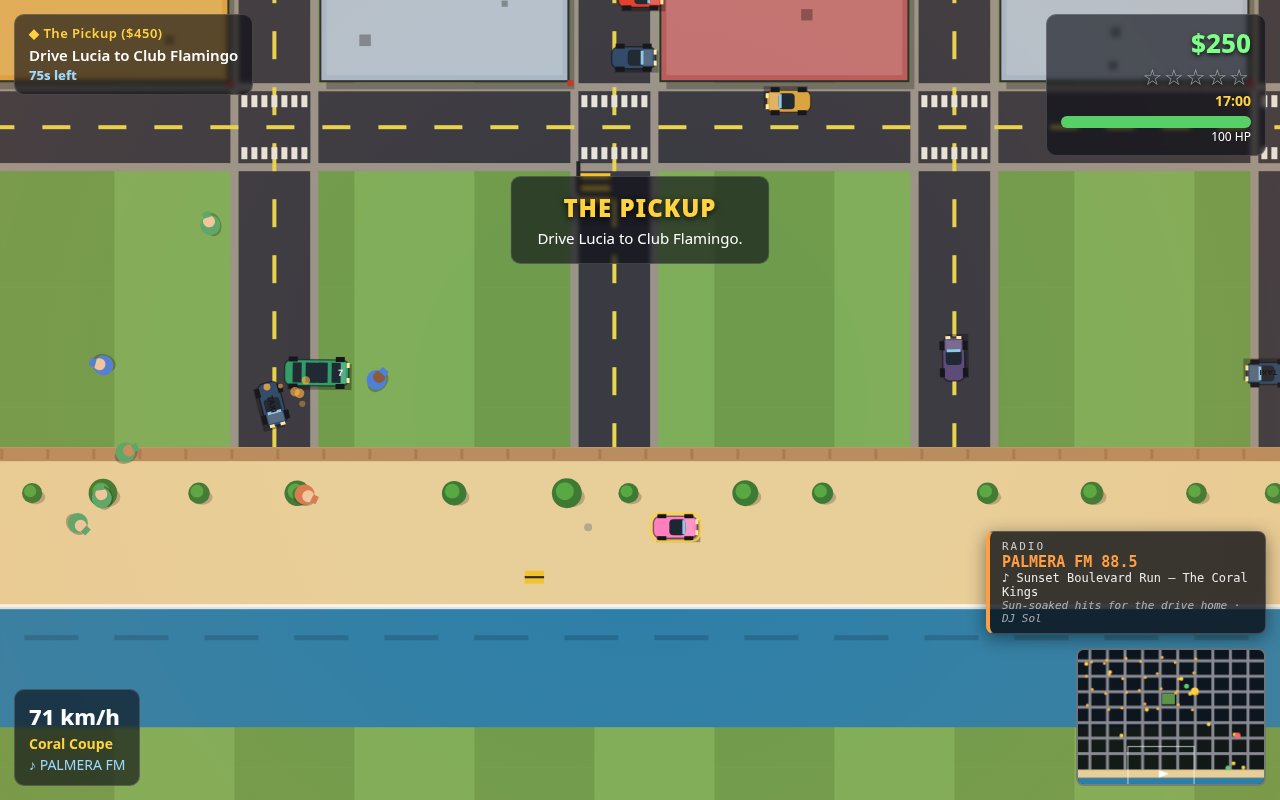 ◆ The Pickup ($450)
Drive Lucia to Club Flamingo
75s left
$250
☆☆☆☆☆
17:00
100 HP
THE PICKUP
Drive Lucia to Club Flamingo.
7
RADIO
PALMERA FM 88.5
♪ Sunset Boulevard Run — The Coral
Kings
Sun-soaked hits for the drive home ·
DJ Sol
71 km/h
Coral Coupe
♪ PALMERA FM